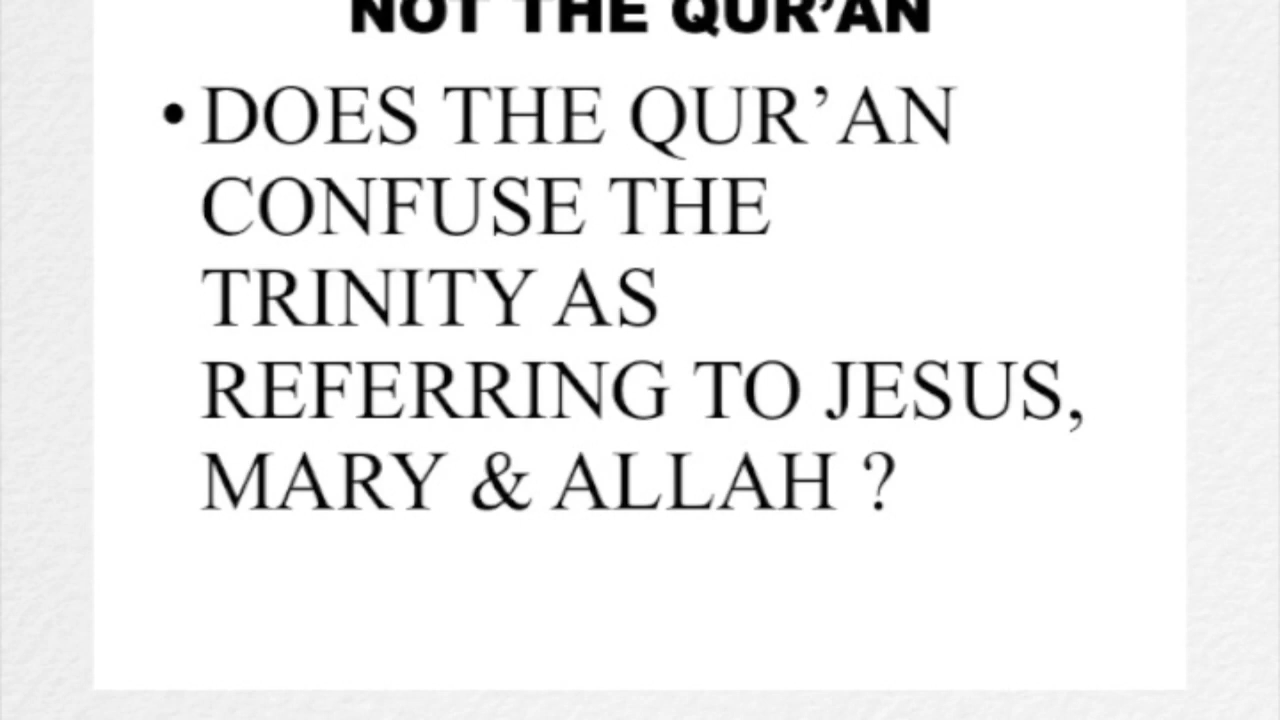 NOT THE QUR’AN
• DOES THE QUR’AN
CONFUSE THE
TRINITY AS
REFERRING TO JESUS,
MARY & ALLAH ?